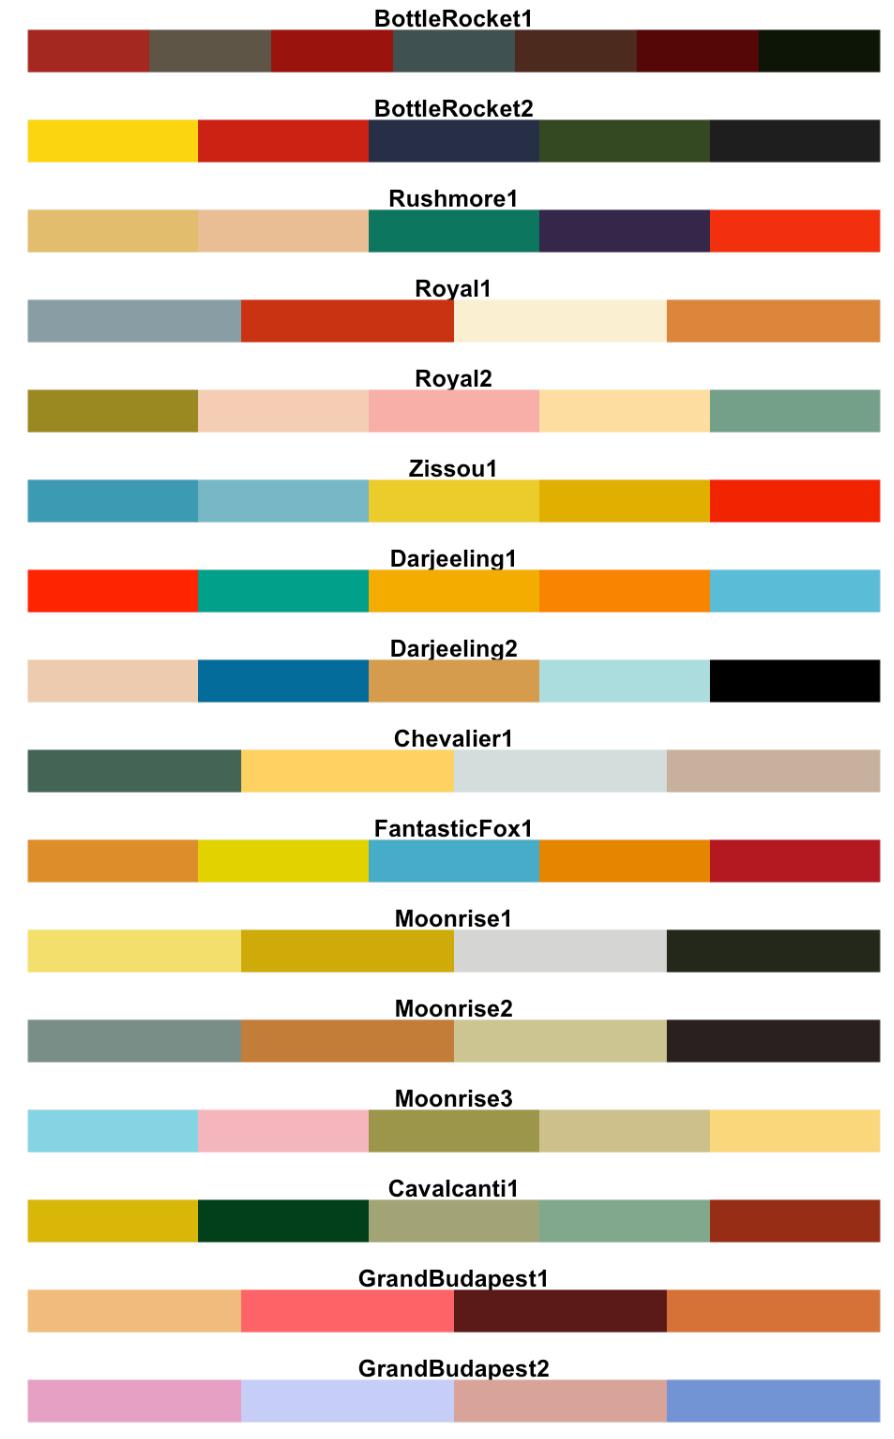 BottleRocket1
BottleRocket2
Rushmore1
Royal1
Royal2
Zissou1
Darjeeling1
Darjeeling2
Chevalier1
FantasticFox1
Moonrise1
Moonrise2
Moonrise3
Cavalcanti1
GrandBudapest1
GrandBudapest2